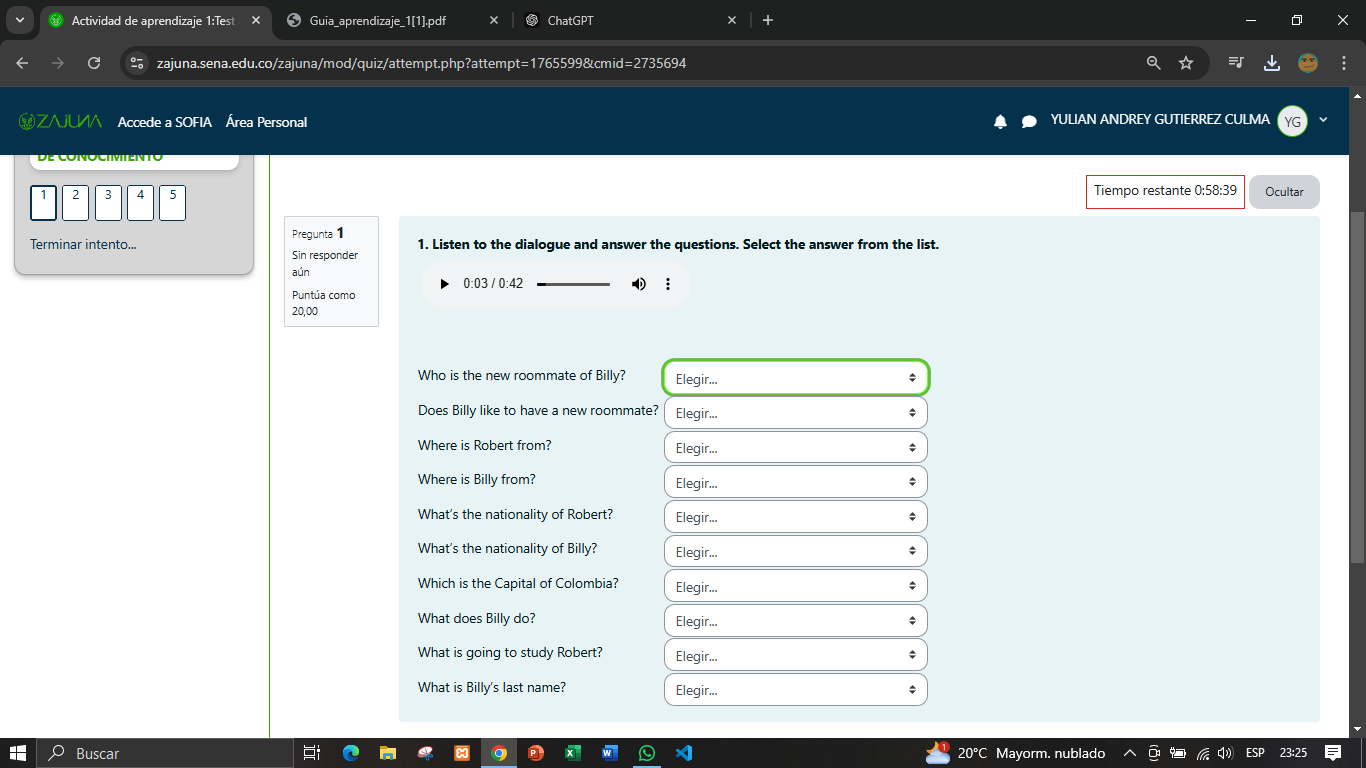 Actividad de aprendizaje 1:Test
Guia_aprendizaje_1[1].pdf
ChatGPT
zajuna.sena.edu.co/zajuna/mod/quiz/attempt.php?attempt=1765599&cmid=2735694
ZAJUNA
Accede a SOFIA
Área Personal
YULIAN ANDREY GUTIERREZ CULMA
YG
DE CONOCIMIENTO
1 2 3 4 5
Terminar intento...
Tiempo restante 0:58:39
Ocultar
Pregunta 1
Sin responder
aún
Puntúa como
20,00
1. Listen to the dialogue and answer the questions. Select the answer from the list.
0:03 / 0:42
Who is the new roommate of Billy? Elegir...
Does Billy like to have a new roommate? Elegir...
Where is Robert from? Elegir...
Where is Billy from? Elegir...
What's the nationality of Robert? Elegir...
What's the nationality of Billy? Elegir...
Which is the Capital of Colombia? Elegir...
What does Billy do? Elegir...
What is going to study Robert? Elegir...
What is Billy's last name? Elegir...
Buscar
1
20°C Mayorm. nublado
ESP
23:25